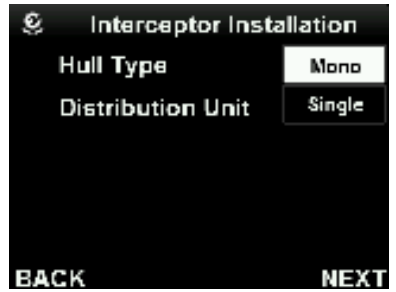 Interceptor Installation
Hull Type Mono
Distribution Unit Single
BACK NEXT